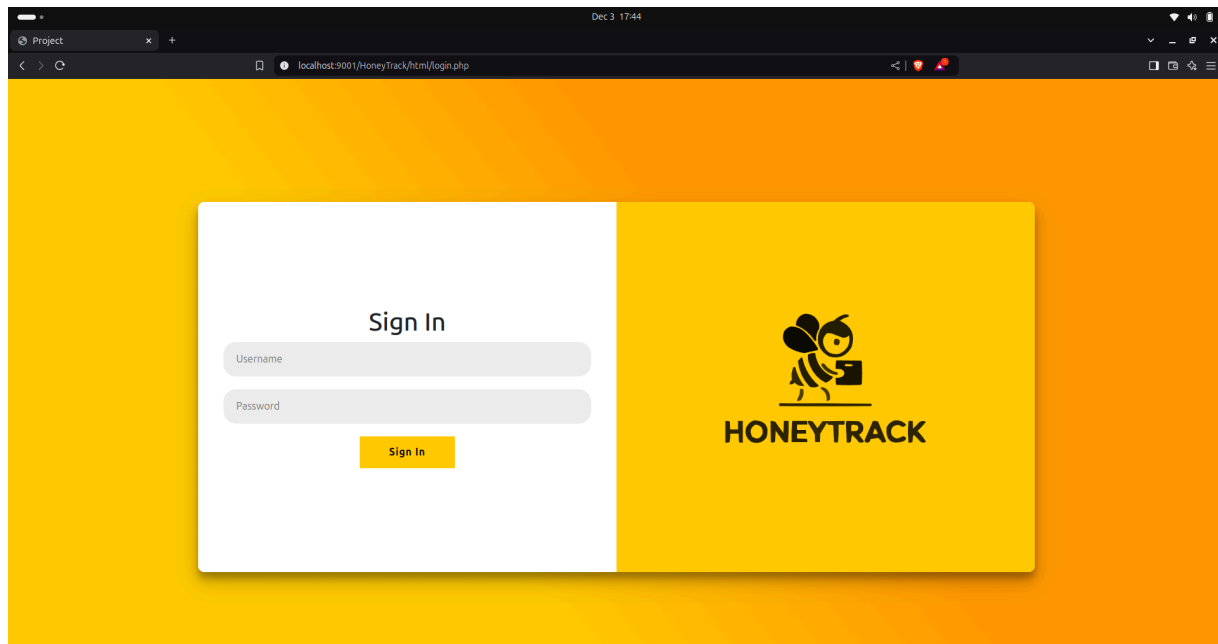 Dec 3 17:44
Project
localhost:9001/HoneyTrack/html/login.php
Sign In
Username
Password
Sign In
HONEYTRACK